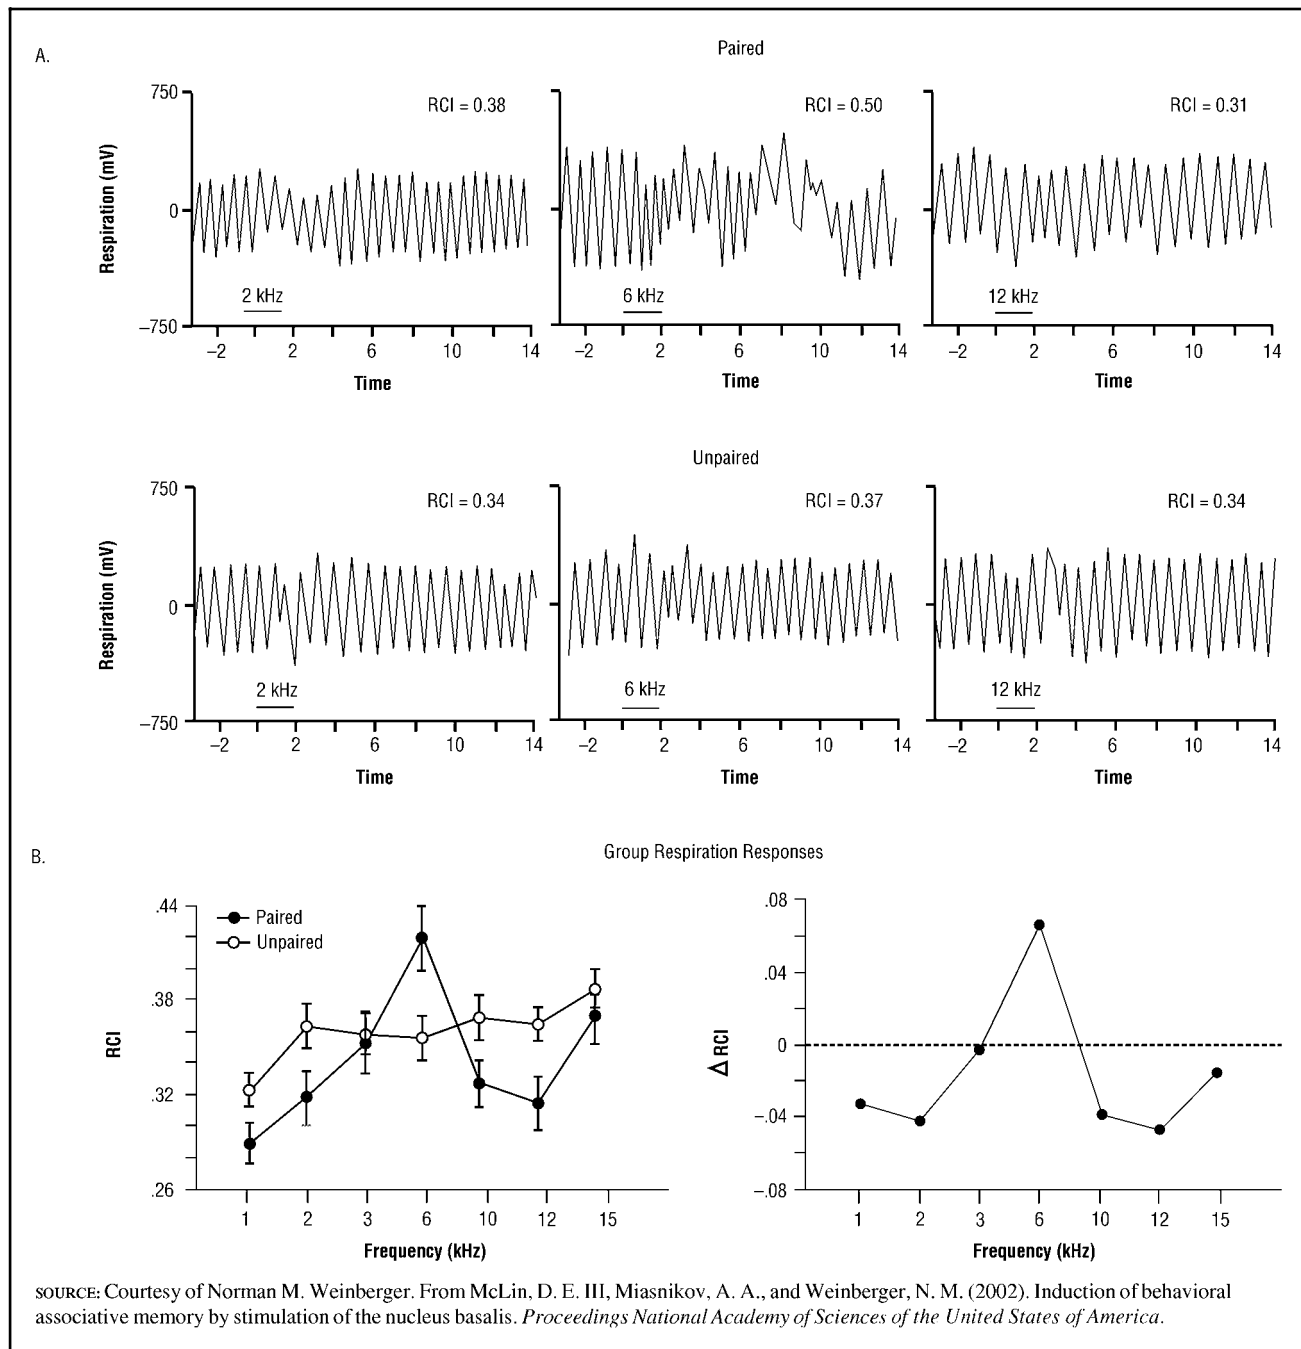 A.
Paired
750
0
−750
Respiration (mV)
RCI = 0.38
2 kHz
−2 2 6 10 14
Time
RCI = 0.50
6 kHz
−2 2 6 10 14
Time
RCI = 0.31
12 kHz
−2 2 6 10 14
Time
Unpaired
750
0
−750
Respiration (mV)
RCI = 0.34
2 kHz
−2 2 6 10 14
Time
RCI = 0.37
6 kHz
−2 2 6 10 14
Time
RCI = 0.34
12 kHz
−2 2 6 10 14
Time
B.
Group Respiration Responses
.44
.38
.32
.26
RCI
Paired
Unpaired
1 2 3 6 10 12 15
Frequency (kHz)
.08
.04
0
−.04
−.08
Δ RCI
1 2 3 6 10 12 15
Frequency (kHz)
SOURCE: Courtesy of Norman M. Weinberger. From McLin, D. E. III, Miasnikov, A. A., and Weinberger, N. M. (2002). Induction of behavioral
associative memory by stimulation of the nucleus basalis. Proceedings National Academy of Sciences of the United States of America.